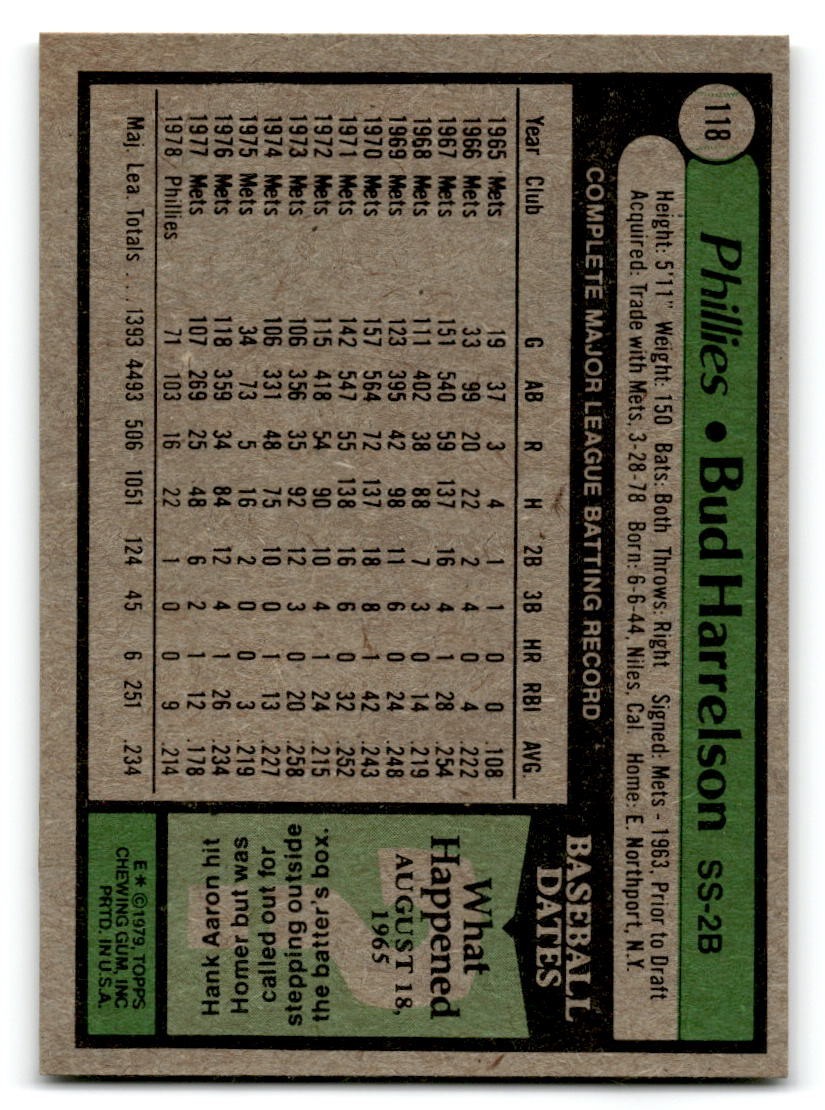 118
Phillies • Bud Harrelson SS-2B
Height: 5'11" Weight: 150 Bats: Both Throws: Right Signed: Mets - 1963, Prior to Draft
Acquired: Trade with Mets, 3-28-78 Born: 6-6-44, Niles, Cal Home: E. Northport, N.Y.
COMPLETE MAJOR LEAGUE BATTING RECORD
Year Club G AB R H 2B 3B HR RBI AVG.
1965 Mets 19 37 3 4 1 1 0 0 .108
1966 Mets 33 99 20 22 2 4 0 4 .222
1967 Mets 151 540 59 137 16 4 1 28 .254
1968 Mets 111 402 38 88 7 3 0 14 .219
1969 Mets 123 395 42 98 11 6 0 24 .248
1970 Mets 157 564 72 137 18 8 1 42 .243
1971 Mets 142 547 55 138 16 6 0 32 .252
1972 Mets 115 418 54 90 10 4 1 24 .215
1973 Mets 106 356 35 92 12 3 0 20 .258
1974 Mets 106 331 48 75 10 0 1 13 .227
1975 Mets 34 73 5 16 2 0 0 3 .219
1976 Mets 118 359 34 84 12 4 1 26 .234
1977 Mets 107 269 25 48 6 2 1 12 .178
1978 Phillies 71 103 16 22 1 0 0 9 .214
Maj. Lea. Totals . . . 1393 4493 506 1051 124 45 6 251 .234
BASEBALL
DATES
What
Happened
AUGUST 18,
1965
Hank Aaron hit
Homer but was
called out for
stepping outside
the batter's box.
E * © 1979, TOPPS
CHEWING GUM, INC
PRTD. IN U.S.A.